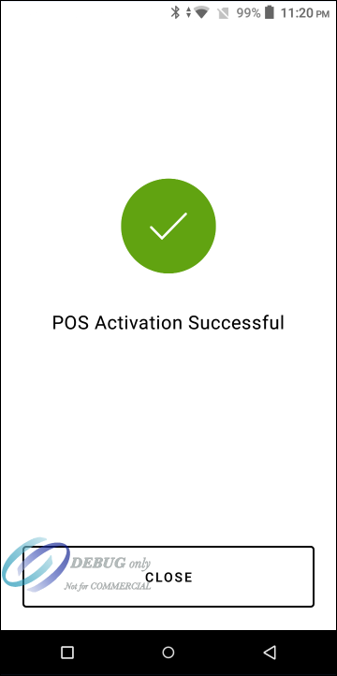 99% 11:20 PM
POS Activation Successful
DEBUG only
Not for COMMERCIAL
CLOSE